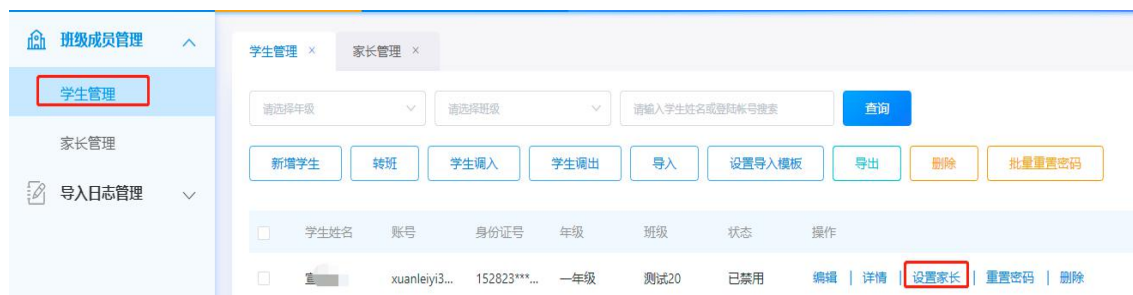 班级成员管理
学生管理
家长管理
导入日志管理
学生管理 × 家长管理 ×
请选择年级 请选择班级 请输入学生姓名或登陆帐号搜索 查询
新增学生 转班 学生调入 学生调出 导入 设置导入模板 导出 删除 批量重置密码
学生姓名 账号 身份证号 年级 班级 状态 操作
xuanleiyi3... 152823***... 一年级 测试20 已禁用 编辑 | 详情 | 设置家长 | 重置密码 | 删除